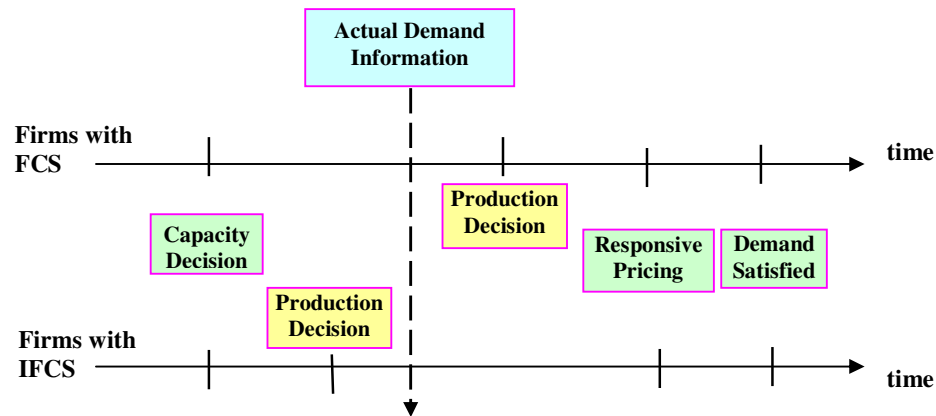 Actual Demand
Information
Firms with
FCS
time
Production
Decision
Capacity
Decision
Responsive
Pricing
Demand
Satisfied
Production
Decision
Firms with
IFCS
time